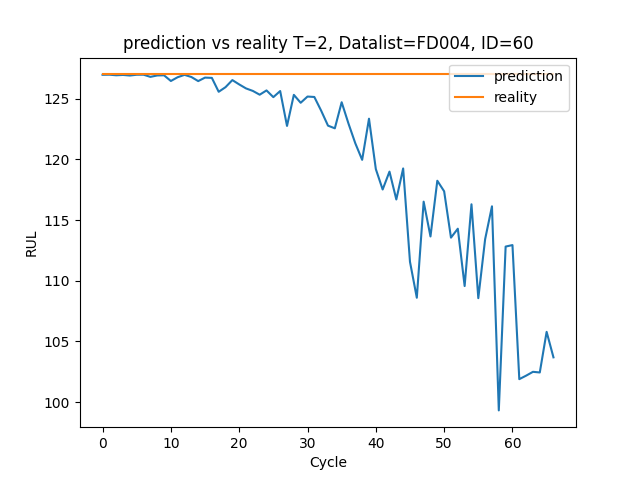 prediction vs reality T=2, Datalist=FD004, ID=60
prediction
reality
125
120
115
110
105
100
RUL
0 10 20 30 40 50 60
Cycle